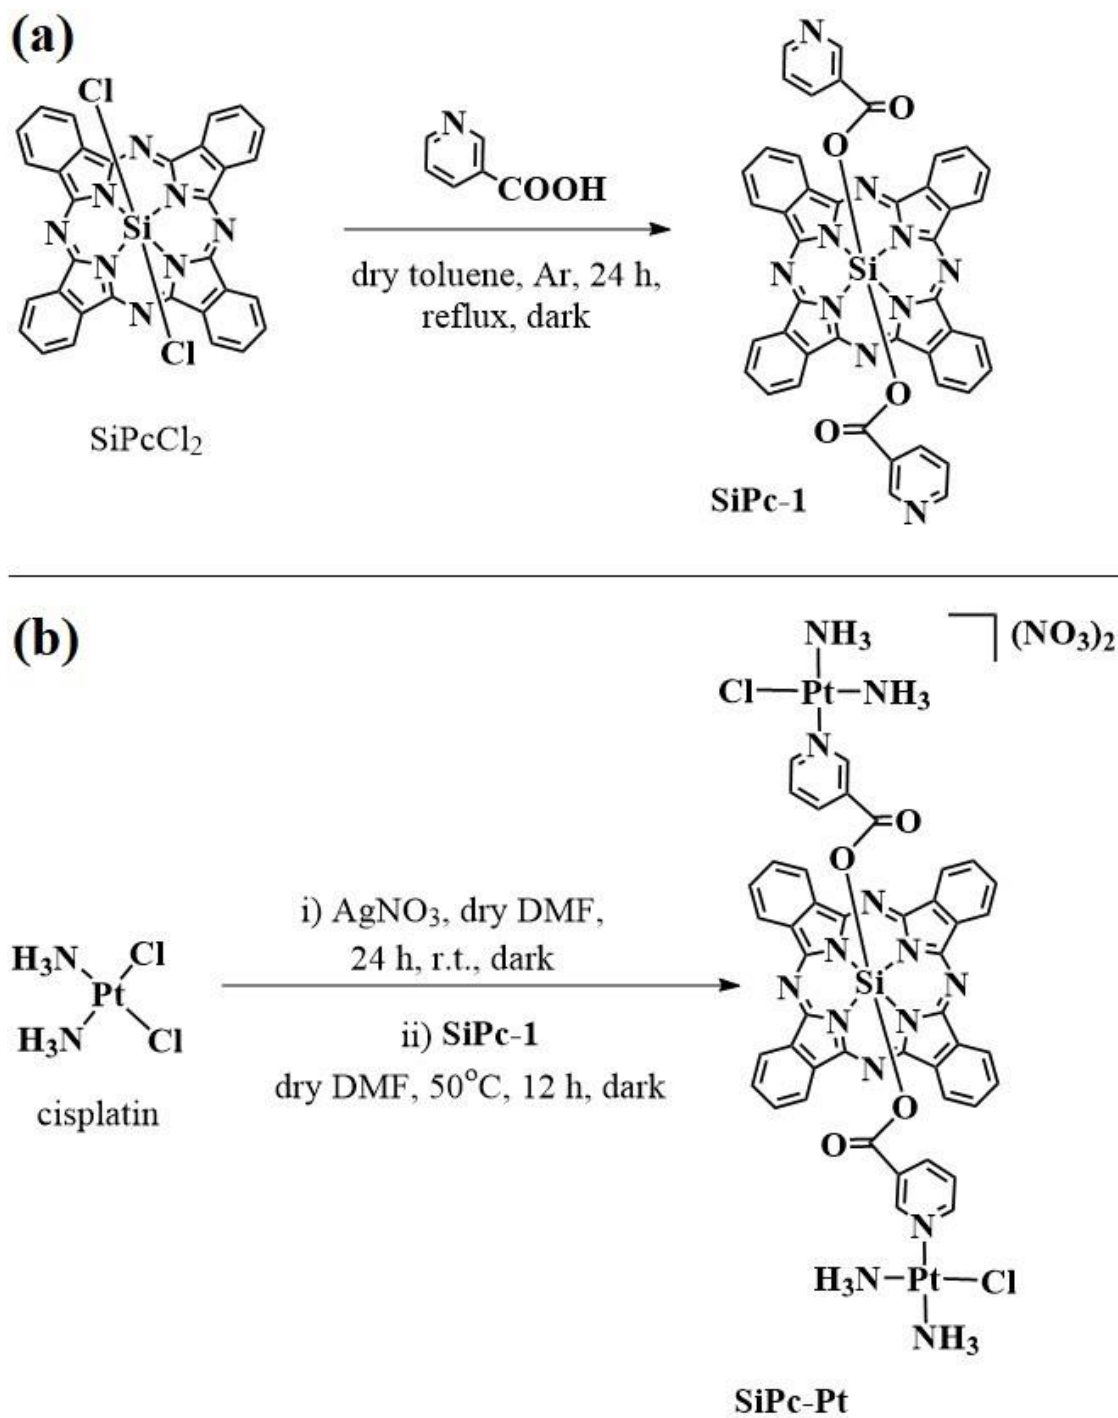 (a)
Cl
N
N
N
N
Si
N
N
N
N
Cl
SiPcCl₂
N
COOH
dry toluene, Ar, 24 h,
reflux, dark
N
O
O
N
N
N
N
Si
N
N
N
N
O
O
N
SiPc-1
(b)
NH₃
(NO₃)₂
Cl
Pt
NH₃
N
O
O
N
N
N
N
Si
N
N
N
N
O
O
N
H₃N
Pt
Cl
NH₃
SiPc-Pt
H₃N
Cl
Pt
H₃N
Cl
cisplatin
i) AgNO₃, dry DMF,
24 h, r.t., dark
ii) SiPc-1
dry DMF, 50°C, 12 h, dark